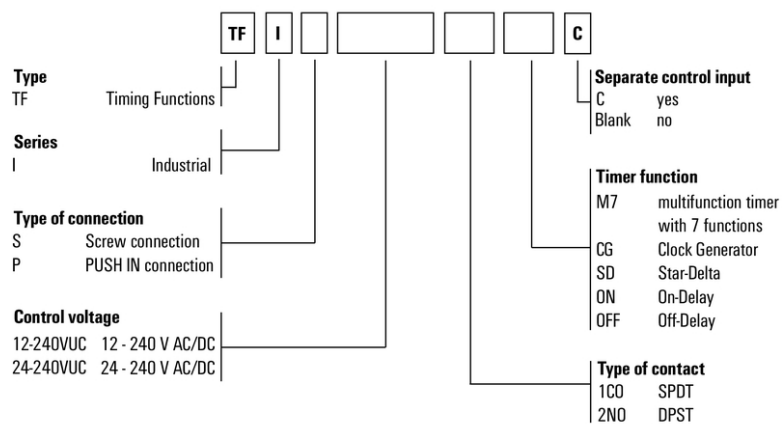 TF I C
Type
TF Timing Functions
Series
I Industrial
Type of connection
S Screw connection
P PUSH IN connection
Control voltage
12-240VUC 12 - 240 V AC/DC
24-240VUC 24 - 240 V AC/DC
Separate control input
C yes
Blank no
Timer function
M7 multifunction timer
with 7 functions
CG Clock Generator
SD Star-Delta
ON On-Delay
OFF Off-Delay
Type of contact
1CO SPDT
2NO DPST